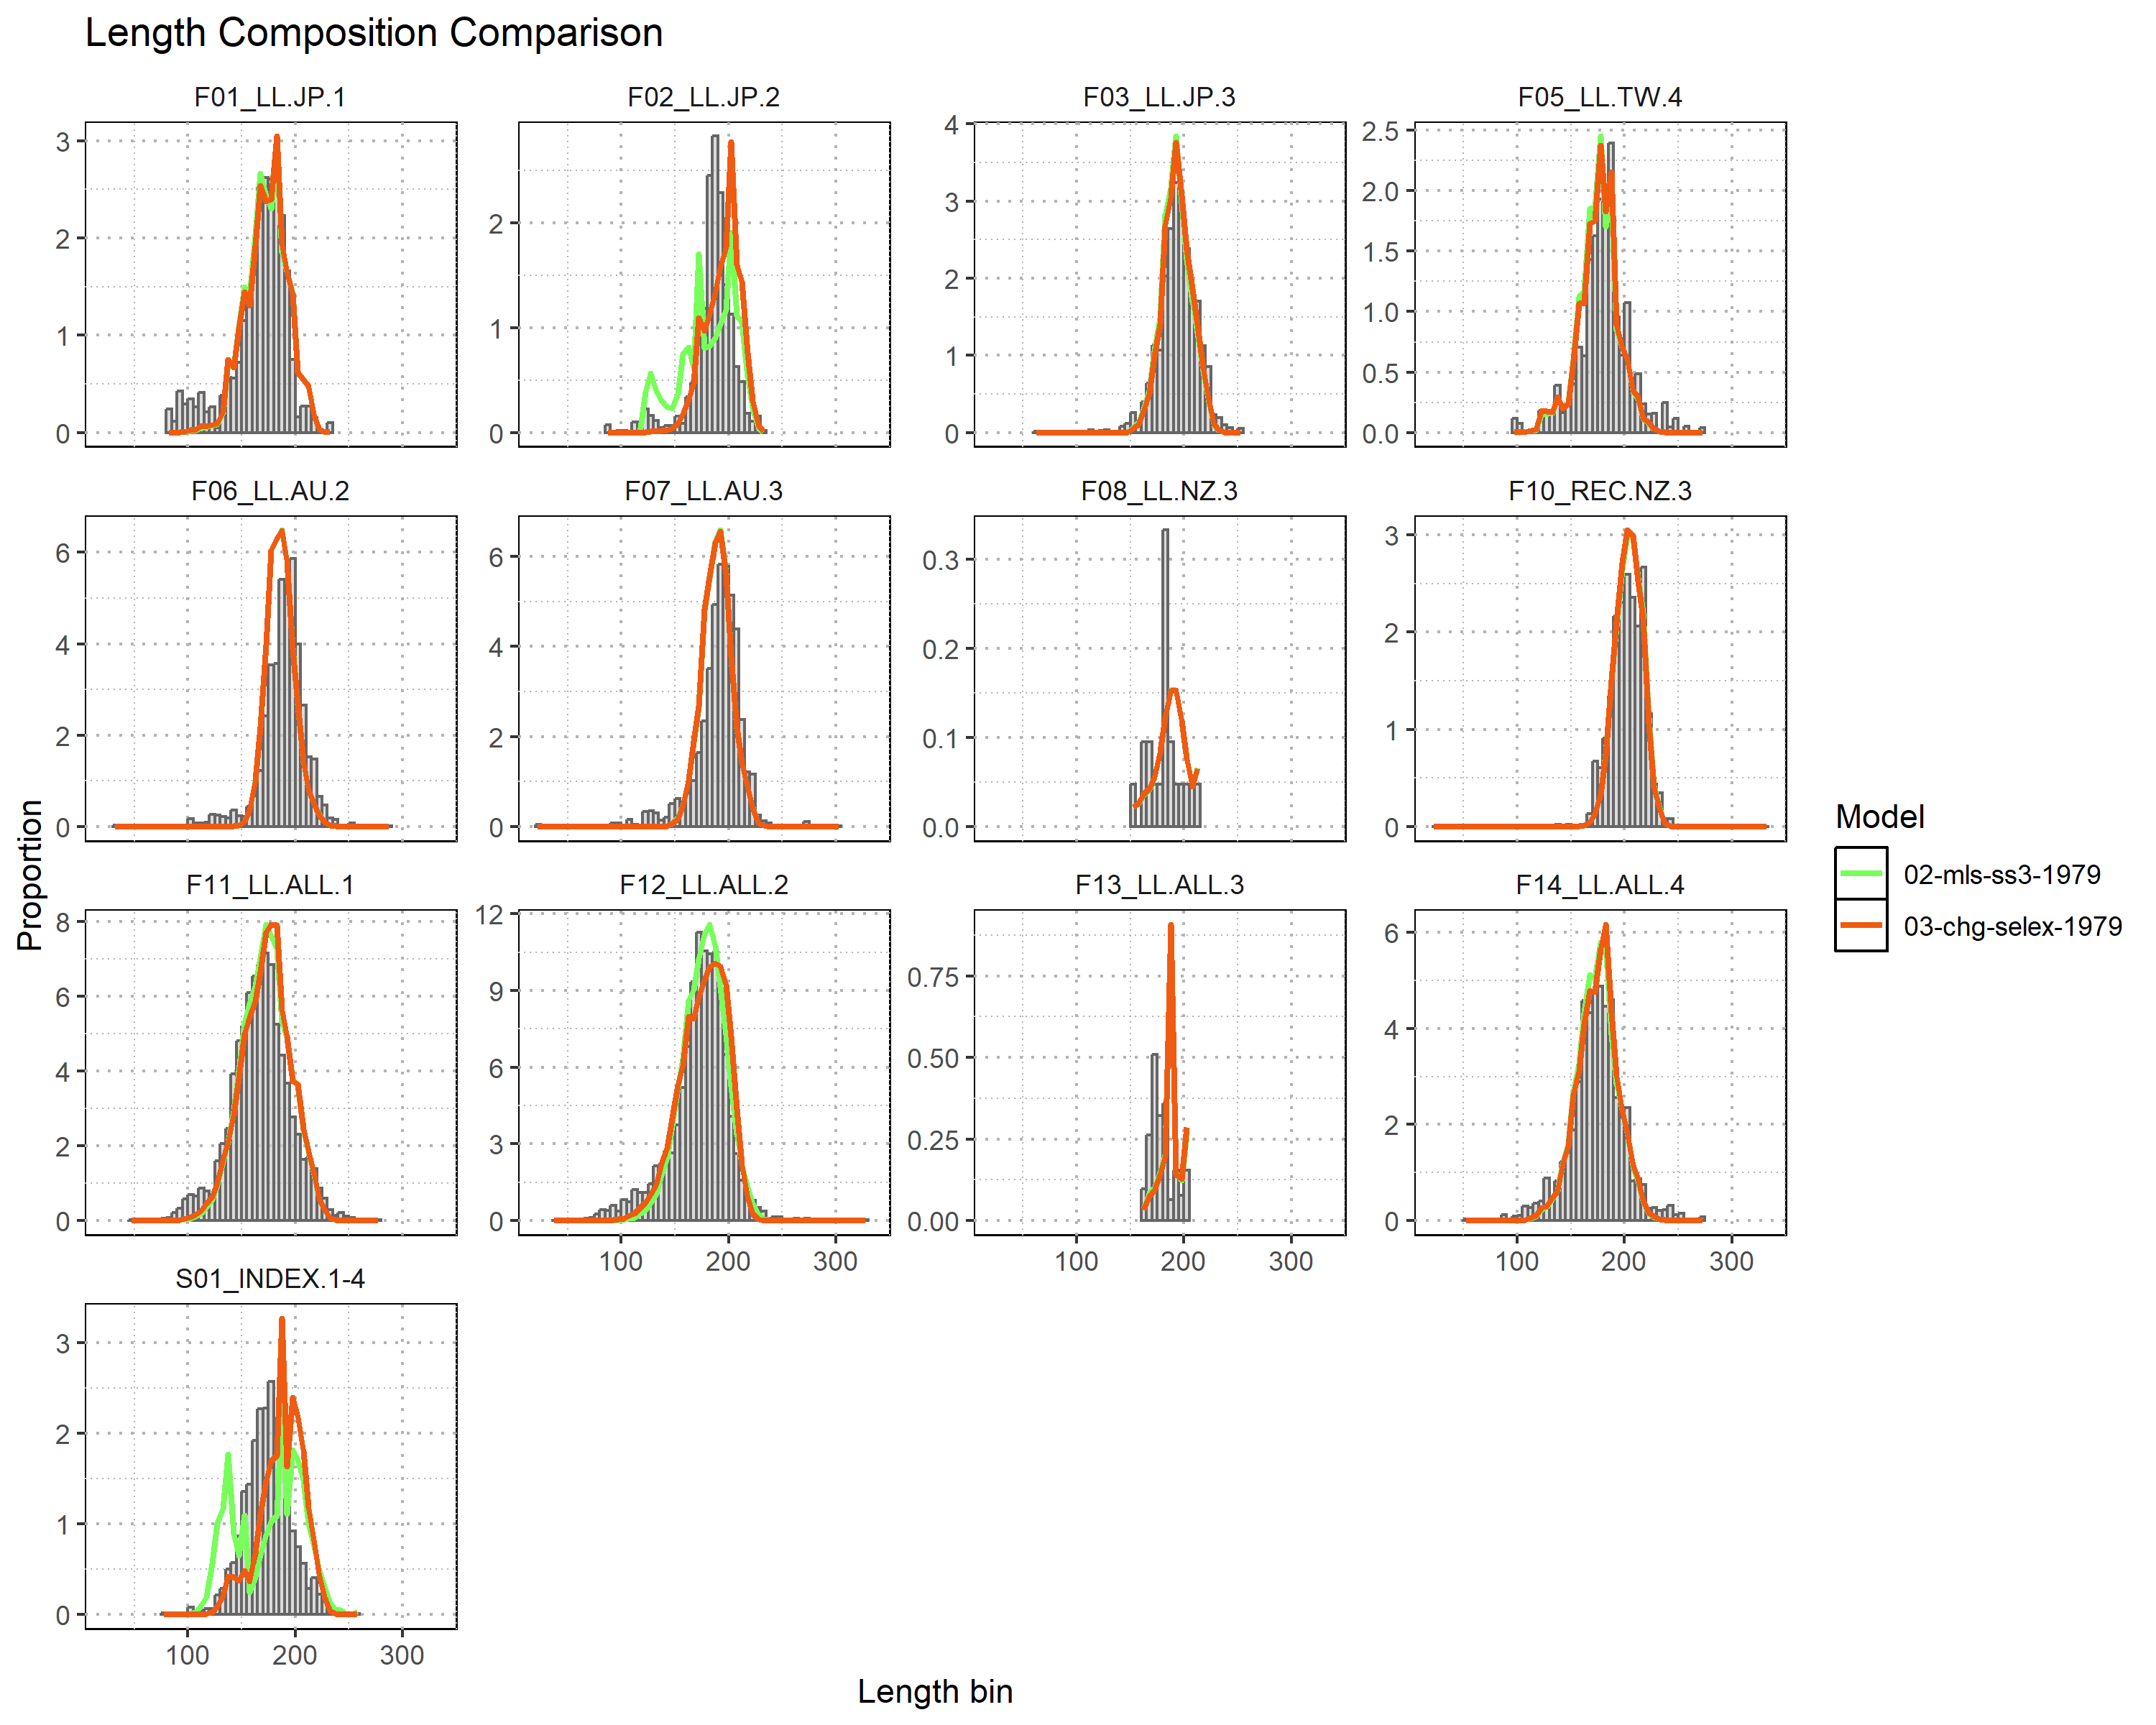 Length Composition Comparison
F01_LL.JP.1
F02_LL.JP.2
F03_LL.JP.3
F05_LL.TW.4
3
2
1
0
2
1
0
4
3
2
1
0
2.5
2.0
1.5
1.0
0.5
0.0
F06_LL.AU.2
F07_LL.AU.3
F08_LL.NZ.3
F10_REC.NZ.3
6
4
2
0
6
4
2
0
0.3
0.2
0.1
0.0
3
2
1
0
F11_LL.ALL.1
F12_LL.ALL.2
F13_LL.ALL.3
F14_LL.ALL.4
8
6
4
2
0
12
9
6
3
0
0.75
0.50
0.25
0.00
6
4
2
0
100 200 300
100 200 300
100 200 300
S01_INDEX.1-4
3
2
1
0
100 200 300
Length bin
Proportion
Model
02-mls-ss3-1979
03-chg-selex-1979